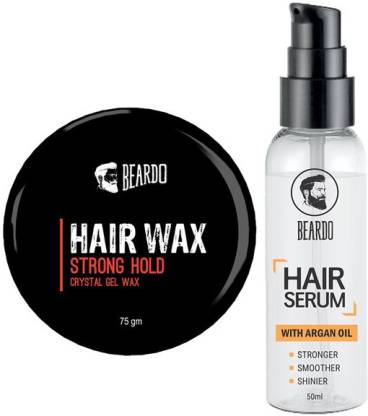 BEARDO
HAIR WAX
STRONG HOLD
CRYSTAL GEL WAX
75 gm
BEARDO
HAIR
SERUM
WITH ARGAN OIL
STRONGER
SMOOTHER
SHINIER
50ml